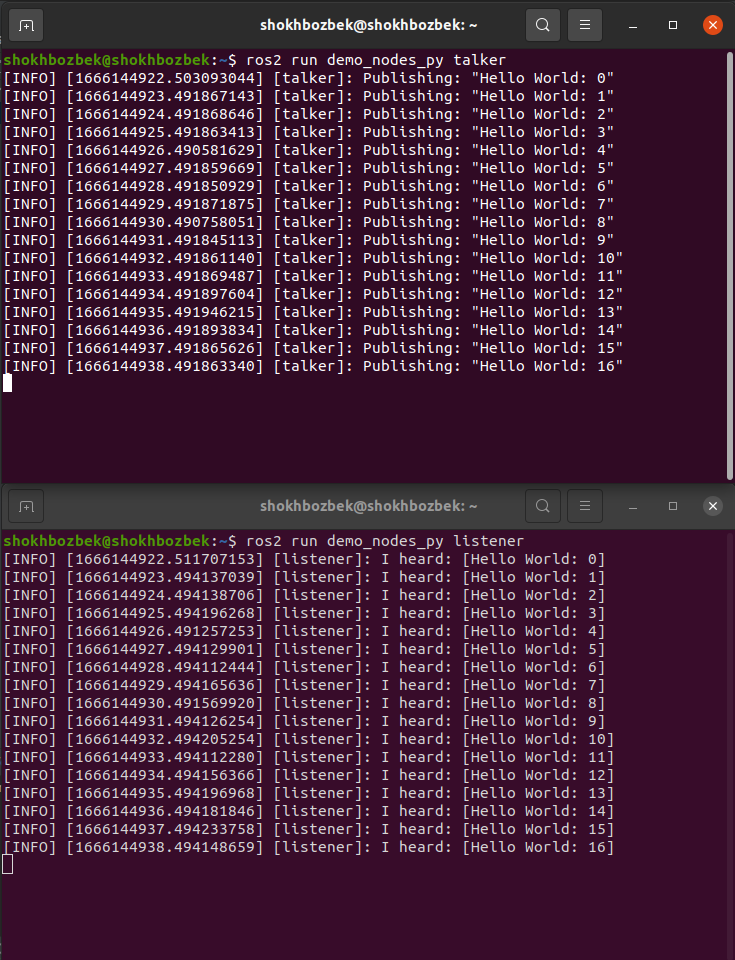 shokhbozbek@shokhbozbek: ~
shokhbozbek@shokhbozbek:~$ ros2 run demo_nodes_py talker
[INFO] [1666144922.503093044] [talker]: Publishing: "Hello World: 0"
[INFO] [1666144923.491867143] [talker]: Publishing: "Hello World: 1"
[INFO] [1666144924.491868646] [talker]: Publishing: "Hello World: 2"
[INFO] [1666144925.491863413] [talker]: Publishing: "Hello World: 3"
[INFO] [1666144926.490581629] [talker]: Publishing: "Hello World: 4"
[INFO] [1666144927.491859669] [talker]: Publishing: "Hello World: 5"
[INFO] [1666144928.491850929] [talker]: Publishing: "Hello World: 6"
[INFO] [1666144929.491871875] [talker]: Publishing: "Hello World: 7"
[INFO] [1666144930.490758051] [talker]: Publishing: "Hello World: 8"
[INFO] [1666144931.491845113] [talker]: Publishing: "Hello World: 9"
[INFO] [1666144932.491861140] [talker]: Publishing: "Hello World: 10"
[INFO] [1666144933.491869487] [talker]: Publishing: "Hello World: 11"
[INFO] [1666144934.491897604] [talker]: Publishing: "Hello World: 12"
[INFO] [1666144935.491946215] [talker]: Publishing: "Hello World: 13"
[INFO] [1666144936.491893834] [talker]: Publishing: "Hello World: 14"
[INFO] [1666144937.491865626] [talker]: Publishing: "Hello World: 15"
[INFO] [1666144938.491863340] [talker]: Publishing: "Hello World: 16"
shokhbozbek@shokhbozbek: ~
shokhbozbek@shokhbozbek:~$ ros2 run demo_nodes_py listener
[INFO] [1666144922.511707153] [listener]: I heard: [Hello World: 0]
[INFO] [1666144923.494137039] [listener]: I heard: [Hello World: 1]
[INFO] [1666144924.494138706] [listener]: I heard: [Hello World: 2]
[INFO] [1666144925.494196268] [listener]: I heard: [Hello World: 3]
[INFO] [1666144926.491257253] [listener]: I heard: [Hello World: 4]
[INFO] [1666144927.494129901] [listener]: I heard: [Hello World: 5]
[INFO] [1666144928.494112444] [listener]: I heard: [Hello World: 6]
[INFO] [1666144929.494165636] [listener]: I heard: [Hello World: 7]
[INFO] [1666144930.491569920] [listener]: I heard: [Hello World: 8]
[INFO] [1666144931.494126254] [listener]: I heard: [Hello World: 9]
[INFO] [1666144932.494205254] [listener]: I heard: [Hello World: 10]
[INFO] [1666144933.494112280] [listener]: I heard: [Hello World: 11]
[INFO] [1666144934.494156366] [listener]: I heard: [Hello World: 12]
[INFO] [1666144935.494196968] [listener]: I heard: [Hello World: 13]
[INFO] [1666144936.494181846] [listener]: I heard: [Hello World: 14]
[INFO] [1666144937.494233758] [listener]: I heard: [Hello World: 15]
[INFO] [1666144938.494148659] [listener]: I heard: [Hello World: 16]